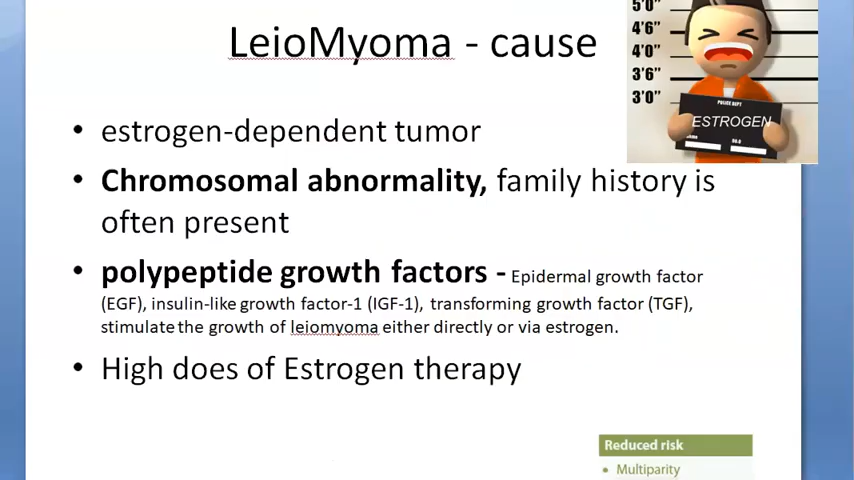 LeioMyoma - cause
5'0"
4'6"
4'0"
3'6"
3'0"
POLICE DEPT
ESTROGEN
• estrogen-dependent tumor
• Chromosomal abnormality, family history is
often present
• polypeptide growth factors - Epidermal growth factor
(EGF), insulin-like growth factor-1 (IGF-1), transforming growth factor (TGF),
stimulate the growth of leiomyoma either directly or via estrogen.
• High does of Estrogen therapy
Reduced risk
• Multiparity